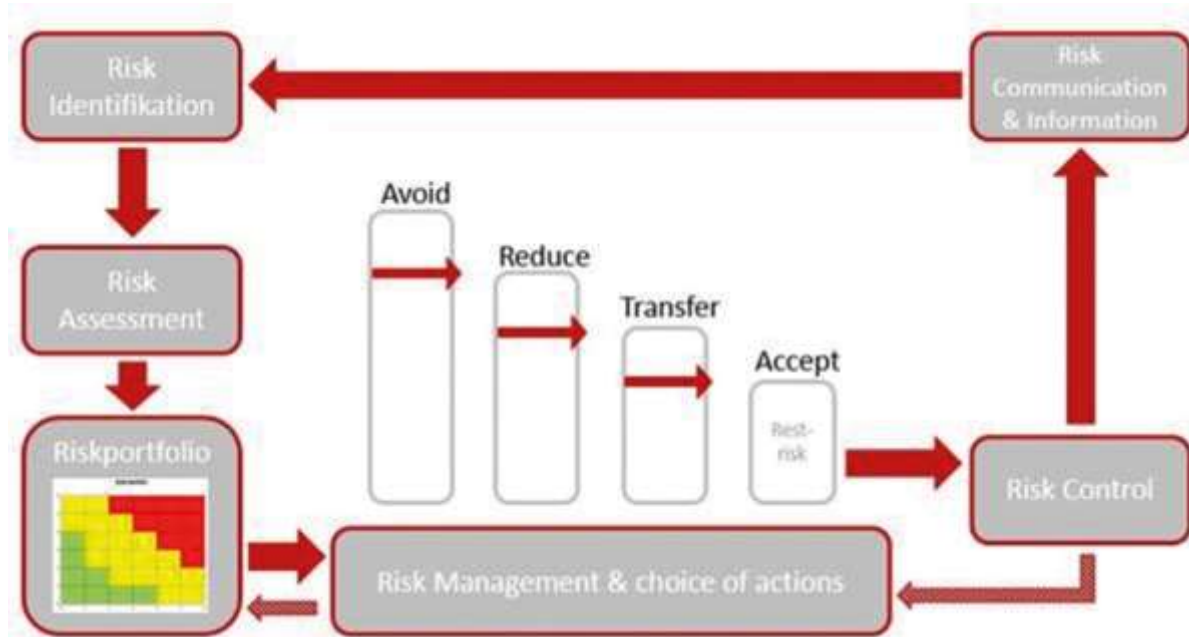 Risk
Identifikation
Risk
Communication
& Information
Avoid
Reduce
Risk
Assessment
Transfer
Accept
Rest-
risk
Riskportfolio
Risk Control
Risk Management & choice of actions